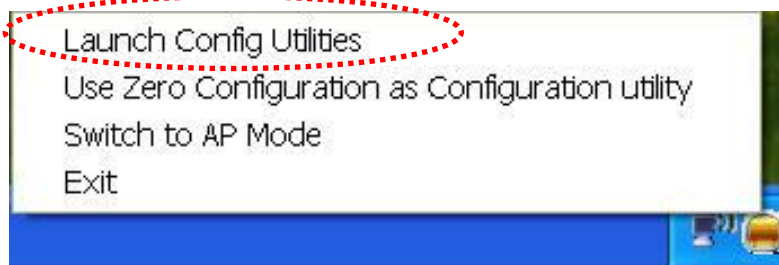 Launch Config Utilities
Use Zero Configuration as Configuration utility
Switch to AP Mode
Exit